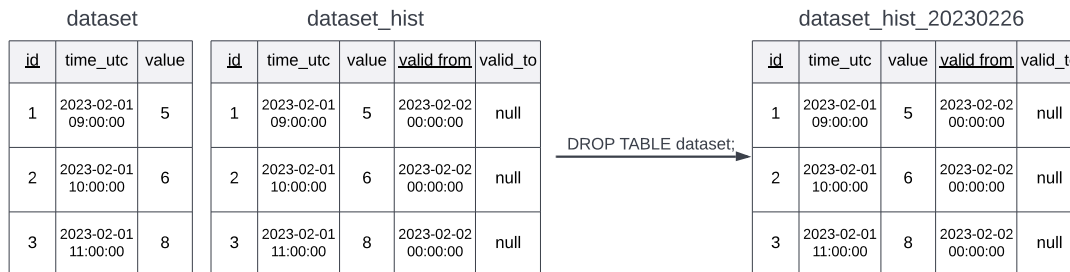 dataset
dataset_hist
dataset_hist_20230226
id time_utc value
id time_utc value valid from valid_to
id time_utc value valid from
1 2023-02-01 09:00:00 5
1 2023-02-01 09:00:00 5 2023-02-02 00:00:00 null
DROP TABLE dataset;
1 2023-02-01 09:00:00 5 2023-02-02 00:00:00 null
2 2023-02-01 10:00:00 6
2 2023-02-01 10:00:00 6 2023-02-02 00:00:00 null
2 2023-02-01 10:00:00 6 2023-02-02 00:00:00 null
3 2023-02-01 11:00:00 8
3 2023-02-01 11:00:00 8 2023-02-02 00:00:00 null
3 2023-02-01 11:00:00 8 2023-02-02 00:00:00 null